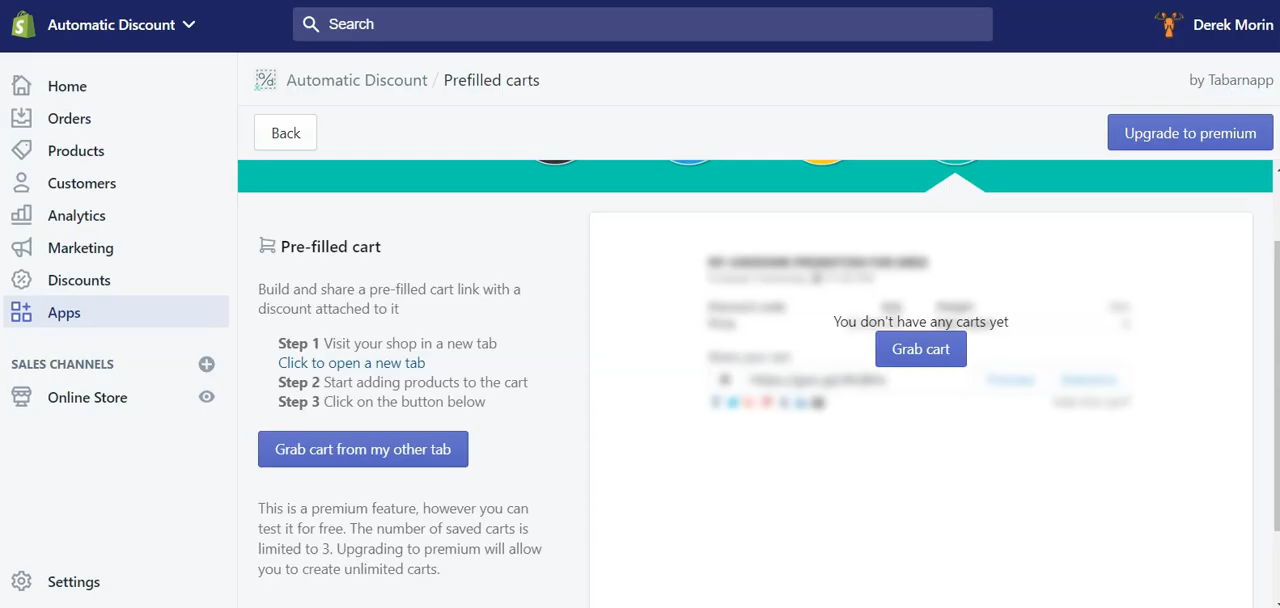 Automatic Discount
Search
Derek Morin
Home
Orders
Products
Customers
Analytics
Marketing
Discounts
Apps
SALES CHANNELS
Online Store
Settings
Automatic Discount / Prefilled carts
by Tabarnapp
Back
Upgrade to premium
Pre-filled cart
Build and share a pre-filled cart link with a
discount attached to it
Step 1 Visit your shop in a new tab
Click to open a new tab
Step 2 Start adding products to the cart
Step 3 Click on the button below
Grab cart from my other tab
This is a premium feature, however you can
test it for free. The number of saved carts is
limited to 3. Upgrading to premium will allow
you to create unlimited carts.
You don't have any carts yet
Grab cart